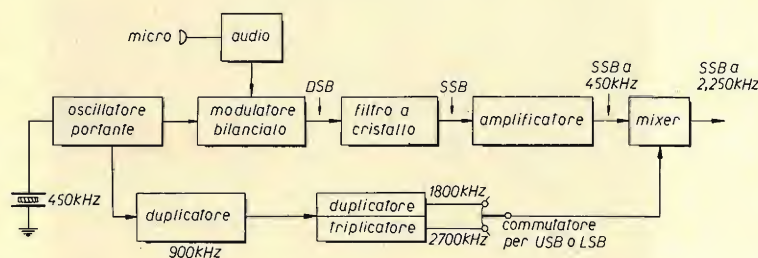 micro
audio
DSB
SSB
SSB a
450kHz
SSB a
2,250kHz
oscillatore
portante
modulatore
bilancialo
filtro a
cristallo
amplificatore
mixer
450kHz
duplicatore
900kHz
duplicatore
triplicatore
1800kHz
2700kHz
commutatore
per USB o LSB